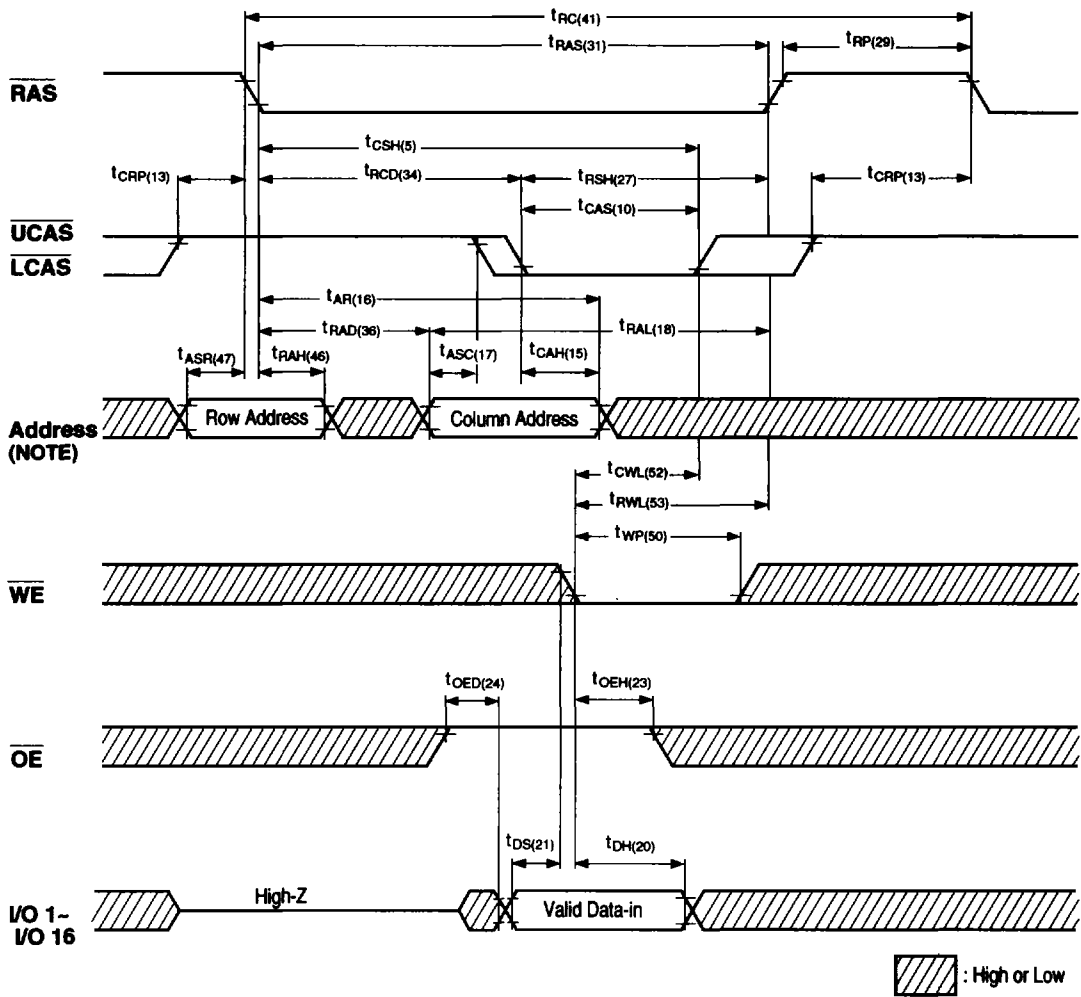 tRC(41)
tRAS(31)
tRP(29)
RAS
tCSH(5)
tCRP(13)
tRCD(34)
tRSH(27)
tCRP(13)
tCAS(10)
UCAS
LCAS
tAR(16)
tRAD(36)
tRAL(18)
tASR(47)
tRAH(46)
tASC(17)
tCAH(15)
Row Address
Column Address
Address
(NOTE)
tCWL(52)
tRWL(53)
tWP(50)
WE
tOED(24)
tOEH(23)
OE
tDS(21)
tDH(20)
High-Z
Valid Data-in
I/O 1~
I/O 16
: High or Low